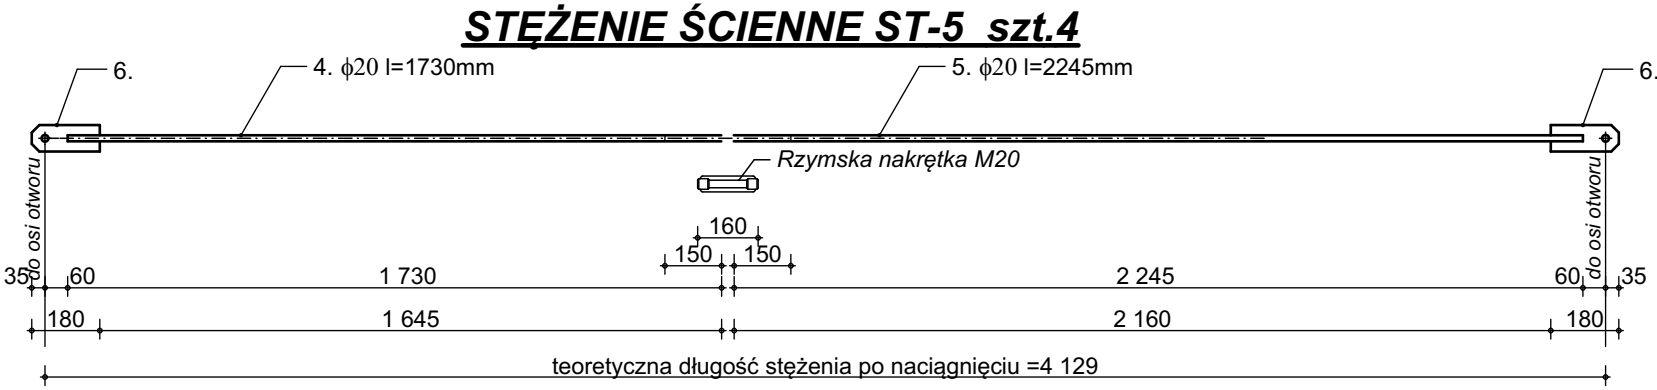 STĘŻENIE ŚCIENNE ST-5 szt.4
6.
4. ϕ20 l=1730mm
5. ϕ20 l=2245mm
6.
Rzymska nakrętka M20
do osi otworu
do osi otworu
160
150 150
35 60 1 730 2 245 60 35
180 1 645 2 160 180
teoretyczna długość stężenia po naciągnięciu =4 129